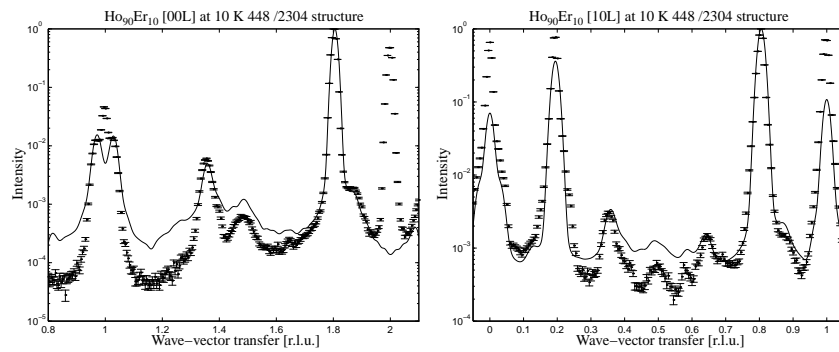 Ho90Er10 [00L] at 10 K 448 /2304 structure
10^0
10^-1
10^-2
10^-3
10^-4
10^-5
Intensity
0.8 1 1.2 1.4 1.6 1.8 2
Wave-vector transfer [r.l.u.]
Ho90Er10 [10L] at 10 K 448 /2304 structure
10^0
10^-1
10^-2
10^-3
10^-4
Intensity
0 0.1 0.2 0.3 0.4 0.5 0.6 0.7 0.8 0.9 1
Wave-vector transfer [r.l.u.]